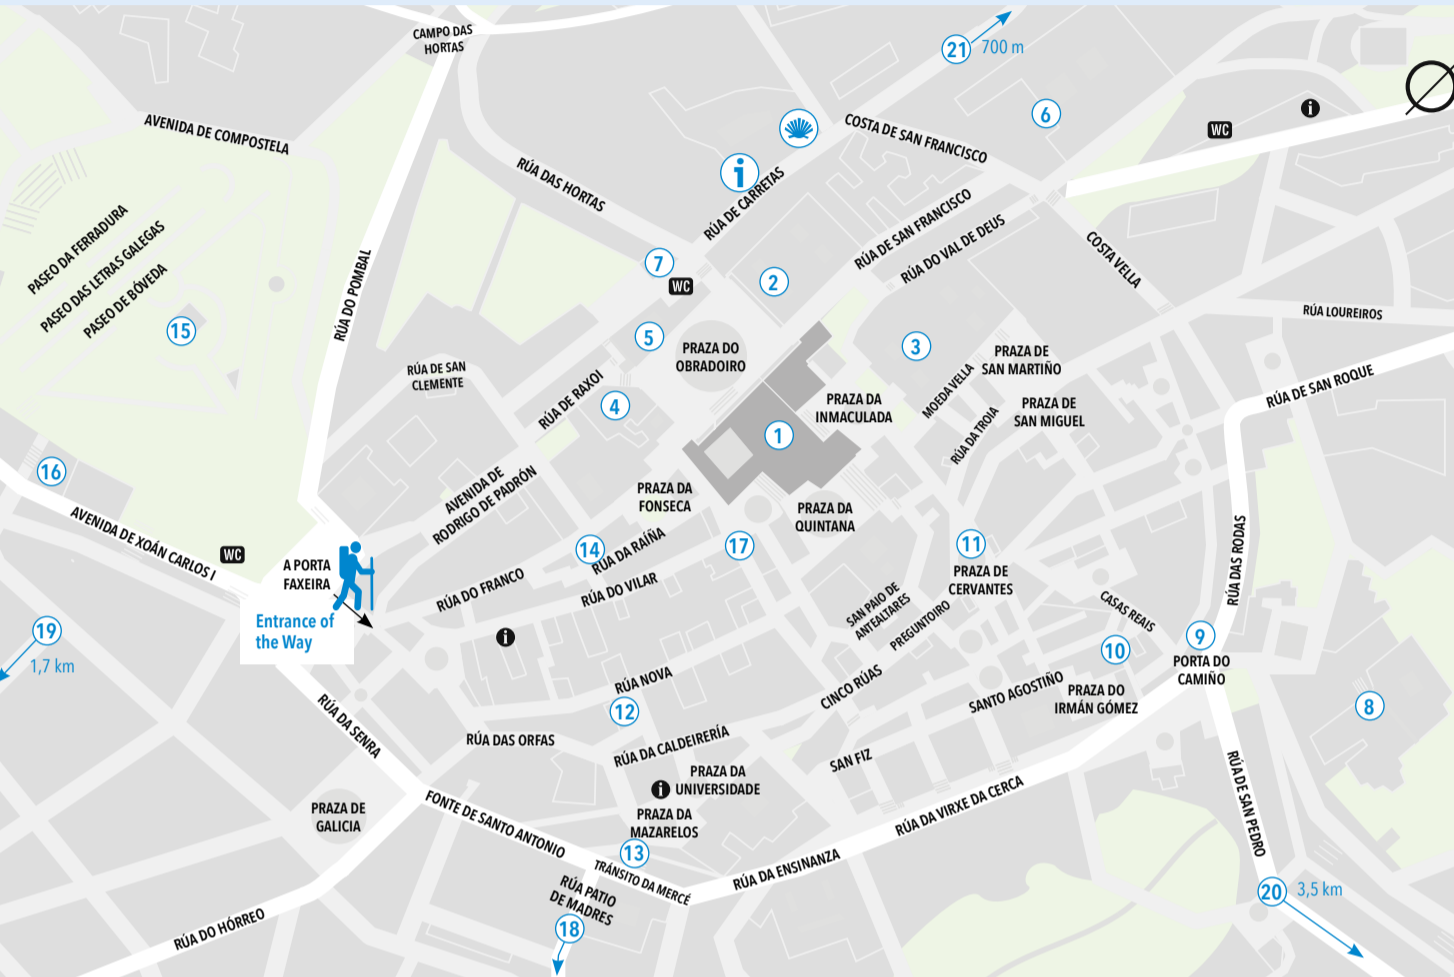 CAMPO DAS
HORTAS
21
700 m
6
WC
i
AVENIDA DE COMPOSTELA
COSTA DE SAN FRANCISCO
RÚA DAS HORTAS
i
RÚA DE CARRETAS
RÚA DE SAN FRANCISCO
RÚA DO VAL DE DEUS
COSTA VELLA
PASEO DA FERRADURA
PASEO DAS LETRAS GALEGAS
PASEO DE BÓVEDA
15
RÚA DO POMBAL
7
WC
2
5
PRAZA DO
OBRADOIRO
3
PRAZA DE
SAN MARTIÑO
RÚA LOUREIROS
RÚA DE SAN
CLEMENTE
RÚA DE RAXOI
4
MOEDA VELLA
RÚA DE SAN ROQUE
PRAZA DA
INMACULADA
PRAZA DE
SAN MIGUEL
RÚA DA TROIA
1
16
AVENIDA DE
RODRIGO DE PADRÓN
PRAZA DA
FONSECA
PRAZA DA
QUINTANA
AVENIDA DE XOÁN CARLOS I
WC
A PORTA
FAXEIRA
Entrance of
the Way
14
RÚA DA RAÍÑA
17
11
PRAZA DE
CERVANTES
RÚA DAS RODAS
RÚA DO FRANCO
RÚA DO VILAR
SAN PAIO DE
ANTEALTARES
PREGUNTOIRO
CASAS REAIS
19
1,7 km
i
10
9
PORTA DO
CAMIÑO
RÚA NOVA
12
CINCO RÚAS
SANTO AGOSTIÑO
PRAZA DO
IRMÁN GÓMEZ
8
RÚA DA SENRA
RÚA DAS ORFAS
RÚA DA CALDEIRERÍA
SAN FIZ
PRAZA DA
UNIVERSIDADE
i
PRAZA DE
GALICIA
FONTE DE SANTO ANTONIO
PRAZA DA
MAZARELOS
13
RÚA DA VIRXE DA CERCA
RÚA DE SAN PEDRO
TRÁNSITO DA MERCÉ
RÚA DA ENSINANZA
RÚA PATIO
DE MADRES
20
3,5 km
RÚA DO HÓRREO
18